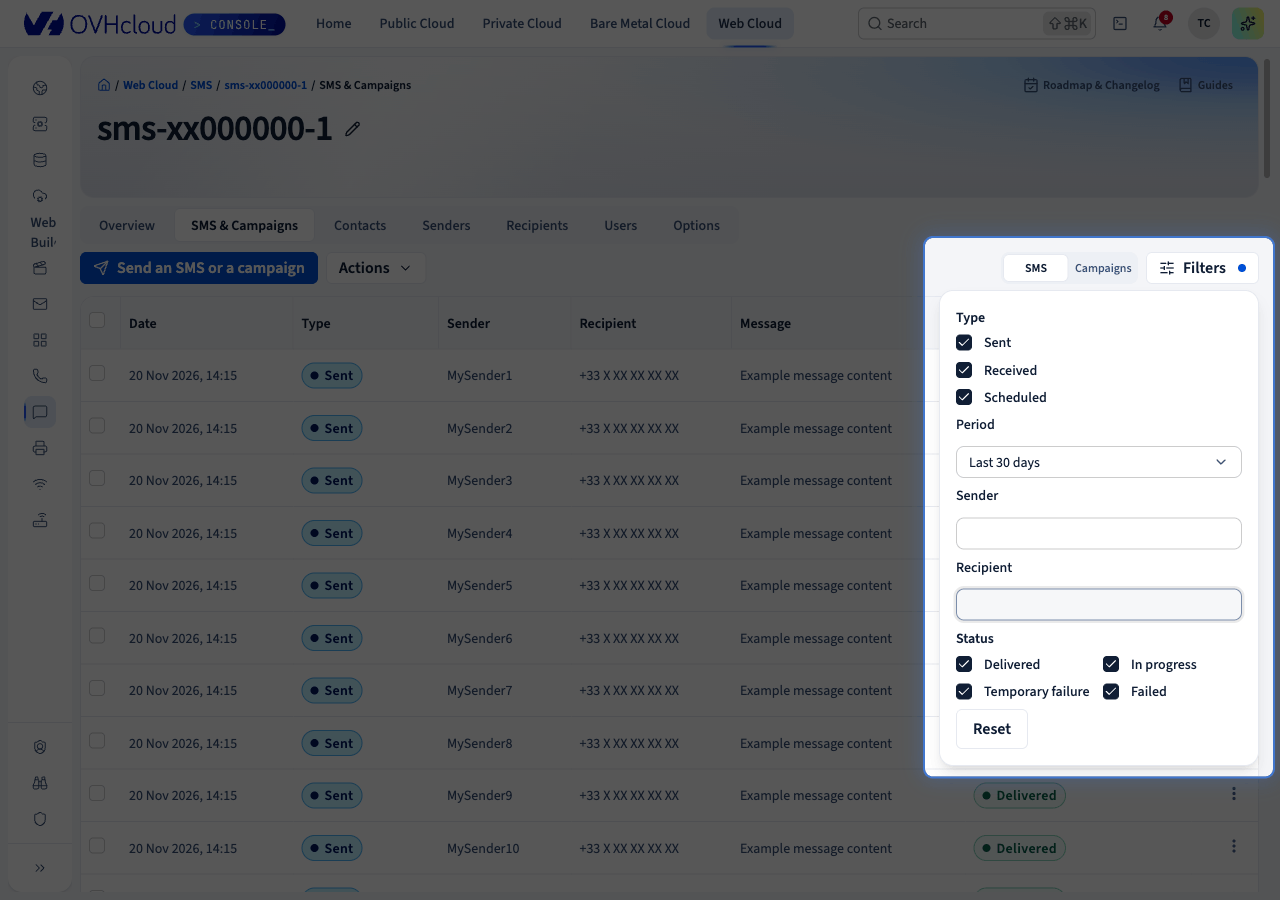 OVHcloud > CONSOLE_ Home Public Cloud Private Cloud Bare Metal Cloud Web Cloud Search ⇧⌘K 8 TC
/ Web Cloud / SMS / sms-xx000000-1 / SMS & Campaigns Roadmap & Changelog Guides
sms-xx000000-1
Web
Buil
Overview SMS & Campaigns Contacts Senders Recipients Users Options
Send an SMS or a campaign Actions SMS Campaigns Filters
Date Type Sender Recipient Message
20 Nov 2026, 14:15 Sent MySender1 +33 X XX XX XX XX Example message content
20 Nov 2026, 14:15 Sent MySender2 +33 X XX XX XX XX Example message content
20 Nov 2026, 14:15 Sent MySender3 +33 X XX XX XX XX Example message content
20 Nov 2026, 14:15 Sent MySender4 +33 X XX XX XX XX Example message content
20 Nov 2026, 14:15 Sent MySender5 +33 X XX XX XX XX Example message content
20 Nov 2026, 14:15 Sent MySender6 +33 X XX XX XX XX Example message content
20 Nov 2026, 14:15 Sent MySender7 +33 X XX XX XX XX Example message content
20 Nov 2026, 14:15 Sent MySender8 +33 X XX XX XX XX Example message content
20 Nov 2026, 14:15 Sent MySender9 +33 X XX XX XX XX Example message content Delivered
20 Nov 2026, 14:15 Sent MySender10 +33 X XX XX XX XX Example message content Delivered
Type
Sent
Received
Scheduled
Period
Last 30 days
Sender
Recipient
Status
Delivered In progress
Temporary failure Failed
Reset